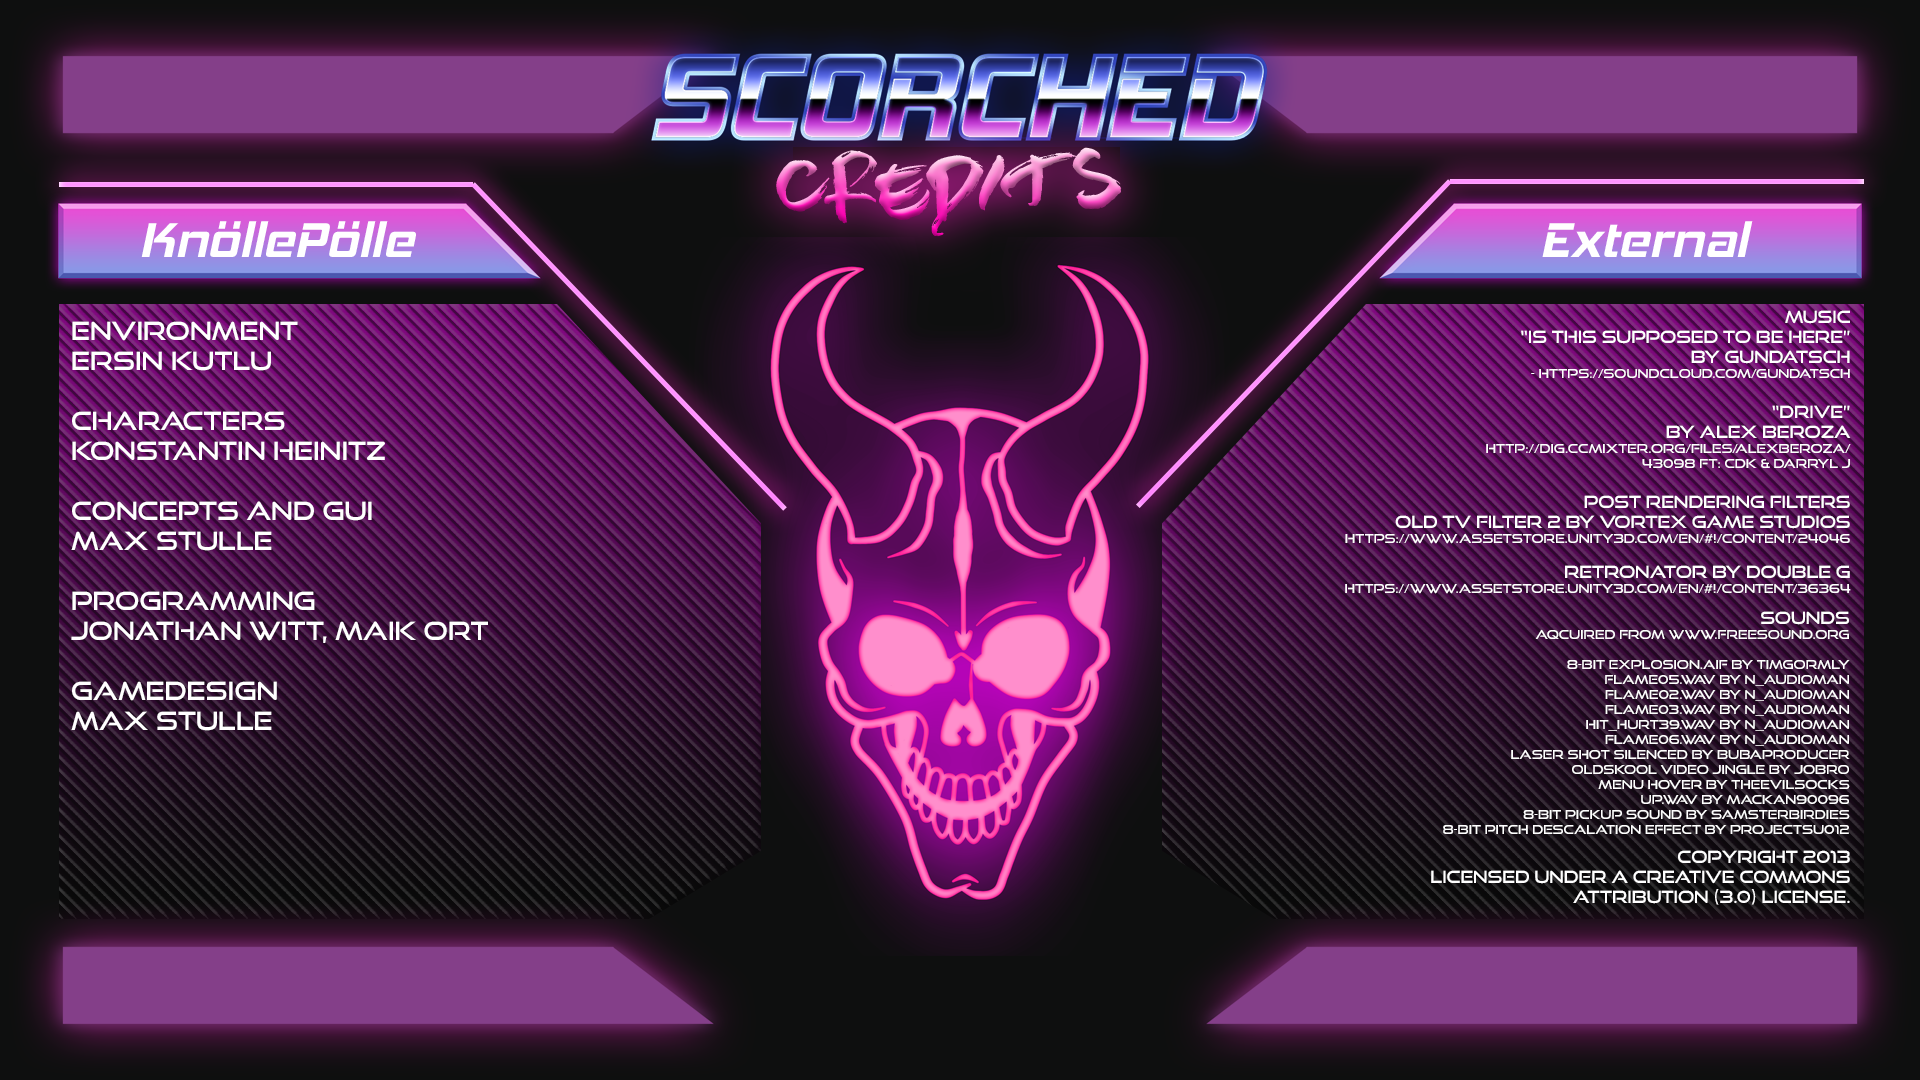 SCORCHED
CREDITS
KnöllePölle
ENVIRONMENT
ERSIN KUTLU
CHARACTERS
KONSTANTIN HEINITZ
CONCEPTS AND GUI
MAX STULLE
PROGRAMMING
JONATHAN WITT, MAIK ORT
GAMEDESIGN
MAX STULLE
External
MUSIC
"IS THIS SUPPOSED TO BE HERE"
BY GUNDATSCH
- HTTPS://SOUNDCLOUD.COM/GUNDATSCH
"DRIVE"
BY ALEX BEROZA
HTTP://DIG.CCMIXTER.ORG/FILES/ALEXBEROZA/
43098 FT: CDK & DARRYL J
POST RENDERING FILTERS
OLD TV FILTER 2 BY VORTEX GAME STUDIOS
HTTPS://WWW.ASSETSTORE.UNITY3D.COM/EN/#!/CONTENT/24046
RETRONATOR BY DOUBLE G
HTTPS://WWW.ASSETSTORE.UNITY3D.COM/EN/#!/CONTENT/36364
SOUNDS
AQCUIRED FROM WWW.FREESOUND.ORG
8-BIT EXPLOSION.AIF BY TIMGORMLY
FLAME05.WAV BY N_AUDIOMAN
FLAME02.WAV BY N_AUDIOMAN
FLAME03.WAV BY N_AUDIOMAN
HIT_HURT39.WAV BY N_AUDIOMAN
FLAME06.WAV BY N_AUDIOMAN
LASER SHOT SILENCED BY BUBAPRODUCER
OLDSKOOL VIDEO JINGLE BY JOBRO
MENU HOVER BY THEEVILSOCKS
UP.WAV BY MACKAN90096
8-BIT PICKUP SOUND BY SAMSTERBIRDIES
8-BIT PITCH DESCALATION EFFECT BY PROJECTSU012
COPYRIGHT 2013
LICENSED UNDER A CREATIVE COMMONS
ATTRIBUTION (3.0) LICENSE.